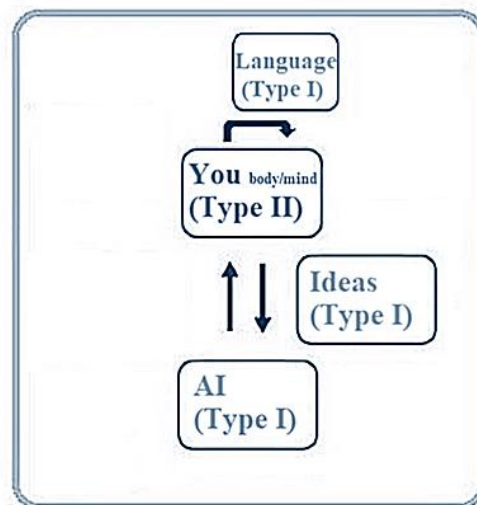 Language
(Type I)
You body/mind
(Type II)
Ideas
(Type I)
AI
(Type I)